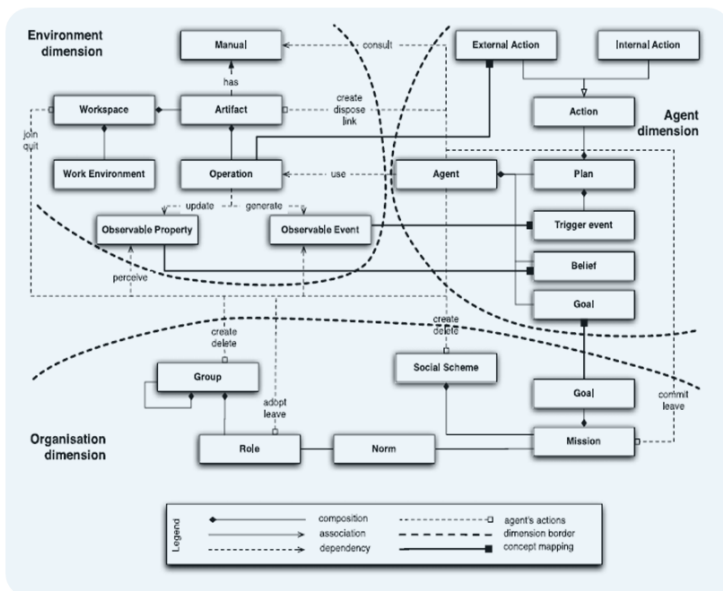 Environment
dimension
Manual
consult
External Action
Internal Action
has
Workspace
Artifact
create
dispose
link
Action
Agent
dimension
join
quit
Work Environment
Operation
use
Agent
Plan
update
generate
Observable Property
Observable Event
Trigger event
Belief
perceive
Goal
create
delete
create
delete
Group
Social Scheme
adopt
leave
Goal
commit
leave
Organisation
dimension
Role
Norm
Mission
Legend
composition
agent's actions
association
dimension border
dependency
concept mapping